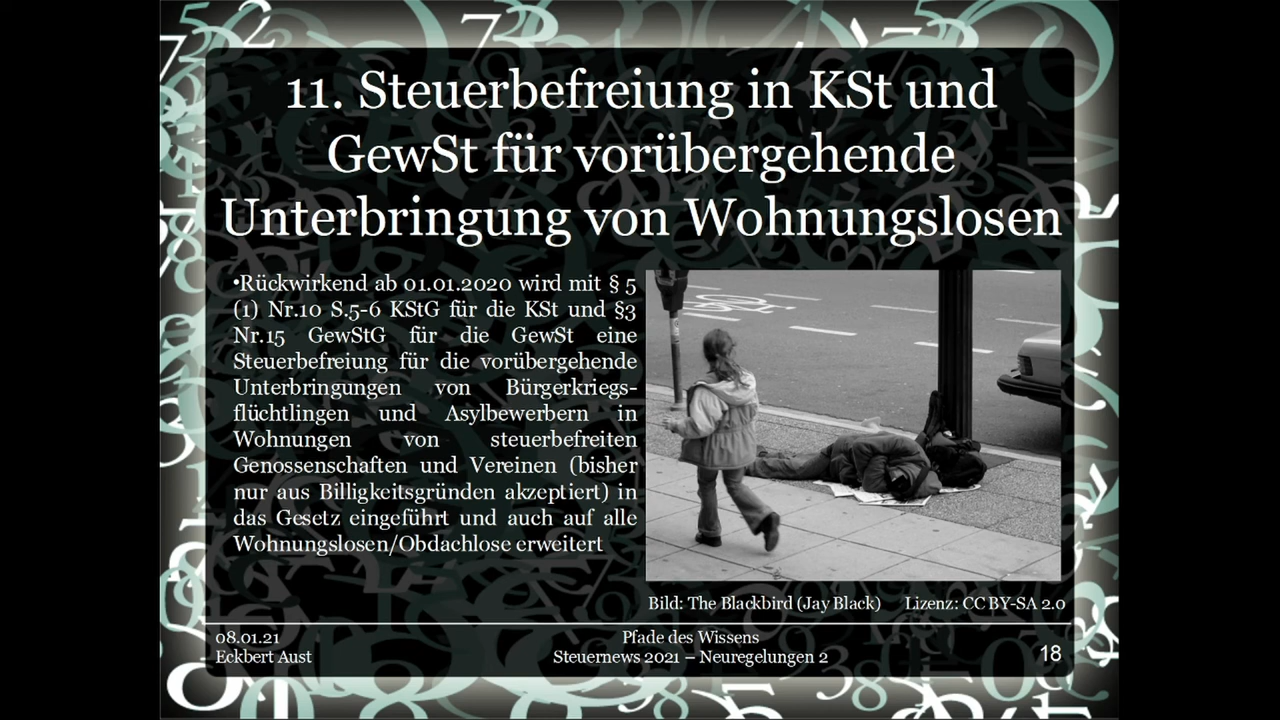 11. Steuerbefreiung in KSt und
GewSt für vorübergehende
Unterbringung von Wohnungslosen
•Rückwirkend ab 01.01.2020 wird mit § 5
(1) Nr.10 S.5-6 KStG für die KSt und §3
Nr.15 GewStG für die GewSt eine
Steuerbefreiung für die vorübergehende
Unterbringungen von Bürgerkriegs-
flüchtlingen und Asylbewerbern in
Wohnungen von steuerbefreiten
Genossenschaften und Vereinen (bisher
nur aus Billigkeitsgründen akzeptiert) in
das Gesetz eingeführt und auch auf alle
Wohnungslosen/Obdachlose erweitert
Bild: The Blackbird (Jay Black) Lizenz: CC BY-SA 2.0
08.01.21
Eckbert Aust
Pfade des Wissens
Steuernews 2021 – Neuregelungen 2
18